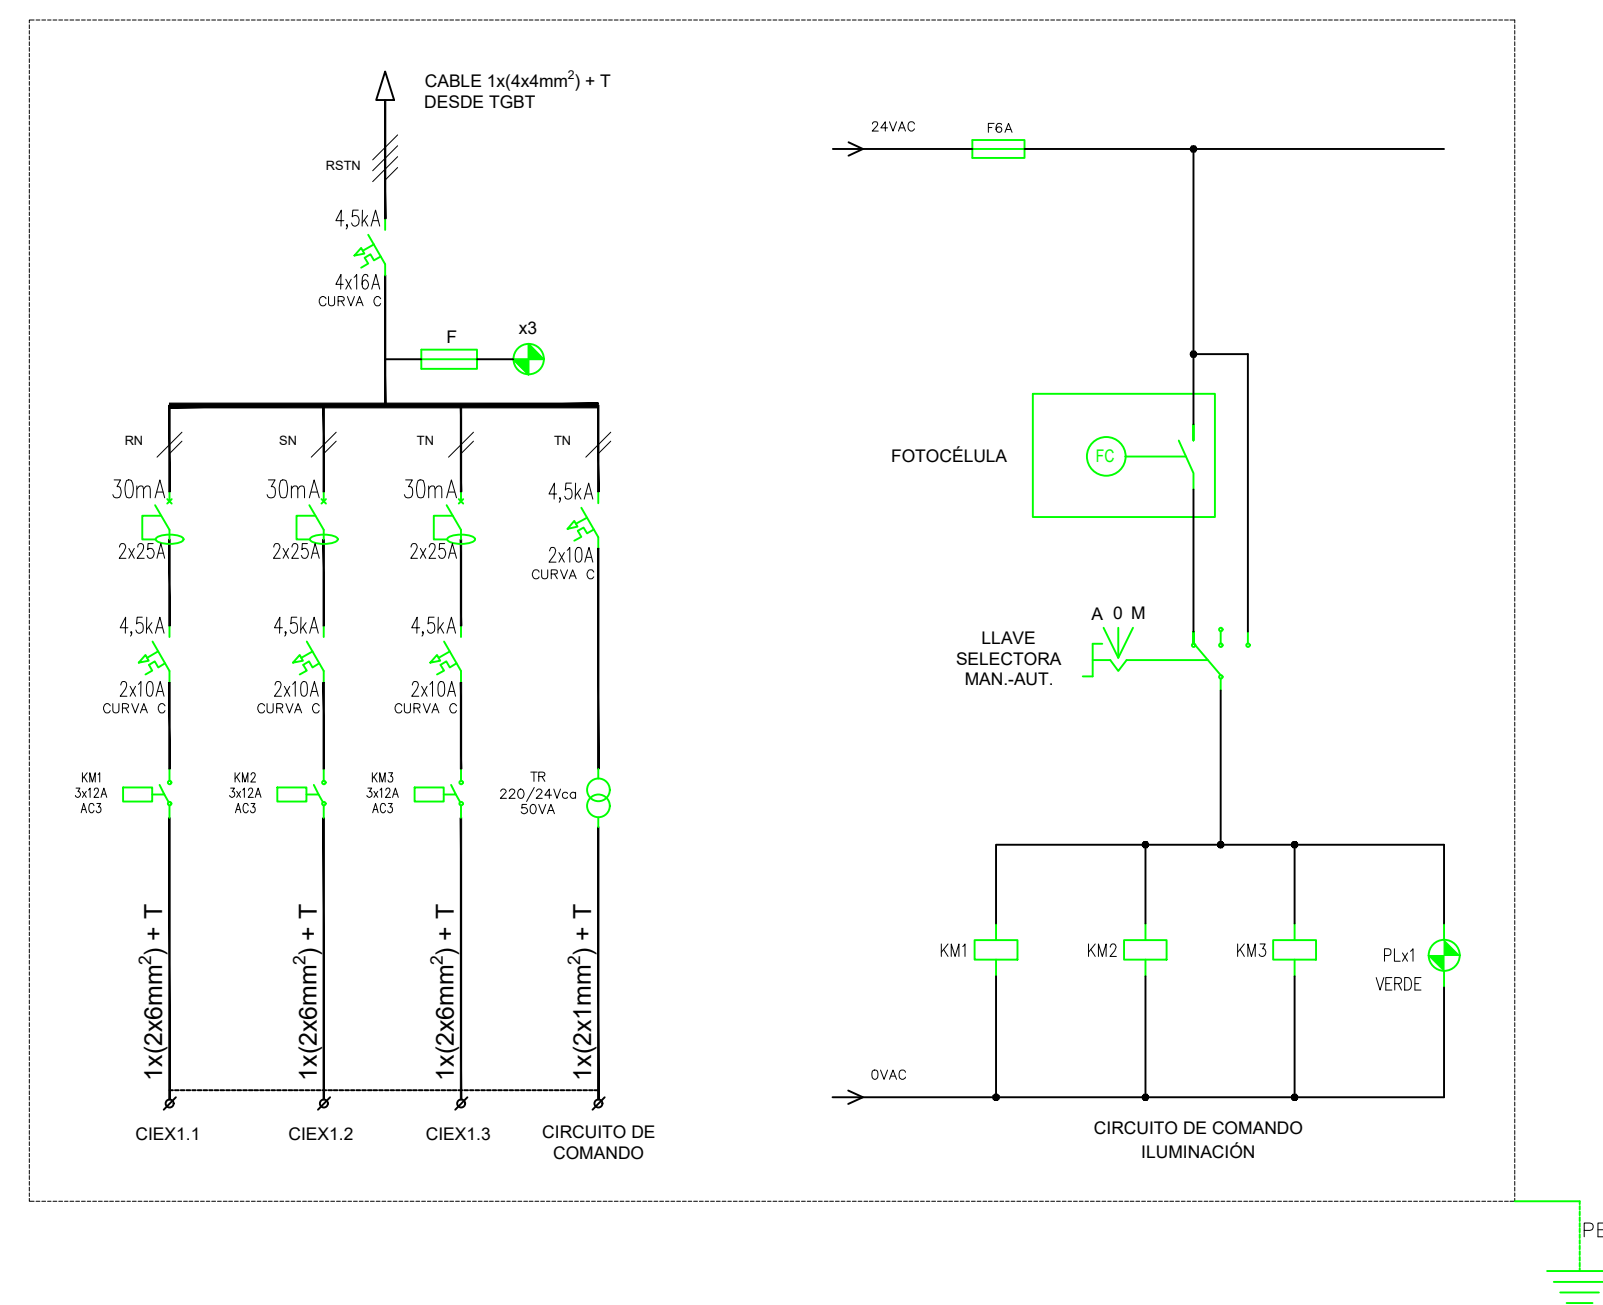 CABLE 1x(4x4mm²) + T
DESDE TGBT
RSTN
4,5kA
4x16A
CURVA C
F
x3
RN
SN
TN
TN
30mA
30mA
30mA
4,5kA
2x25A
2x25A
2x25A
2x10A
CURVA C
4,5kA
4,5kA
4,5kA
2x10A
CURVA C
2x10A
CURVA C
2x10A
CURVA C
KM1
3x12A
AC3
KM2
3x12A
AC3
KM3
3x12A
AC3
TR
220/24Vca
50VA
1x(2x6mm²) + T
1x(2x6mm²) + T
1x(2x6mm²) + T
1x(2x1mm²) + T
CIEX1.1
CIEX1.2
CIEX1.3
CIRCUITO DE
COMANDO
24VAC
F6A
FOTOCÉLULA
FC
A 0 M
LLAVE
SELECTORA
MAN.-AUT.
KM1
KM2
KM3
PLx1
VERDE
0VAC
CIRCUITO DE COMANDO
ILUMINACIÓN
PE